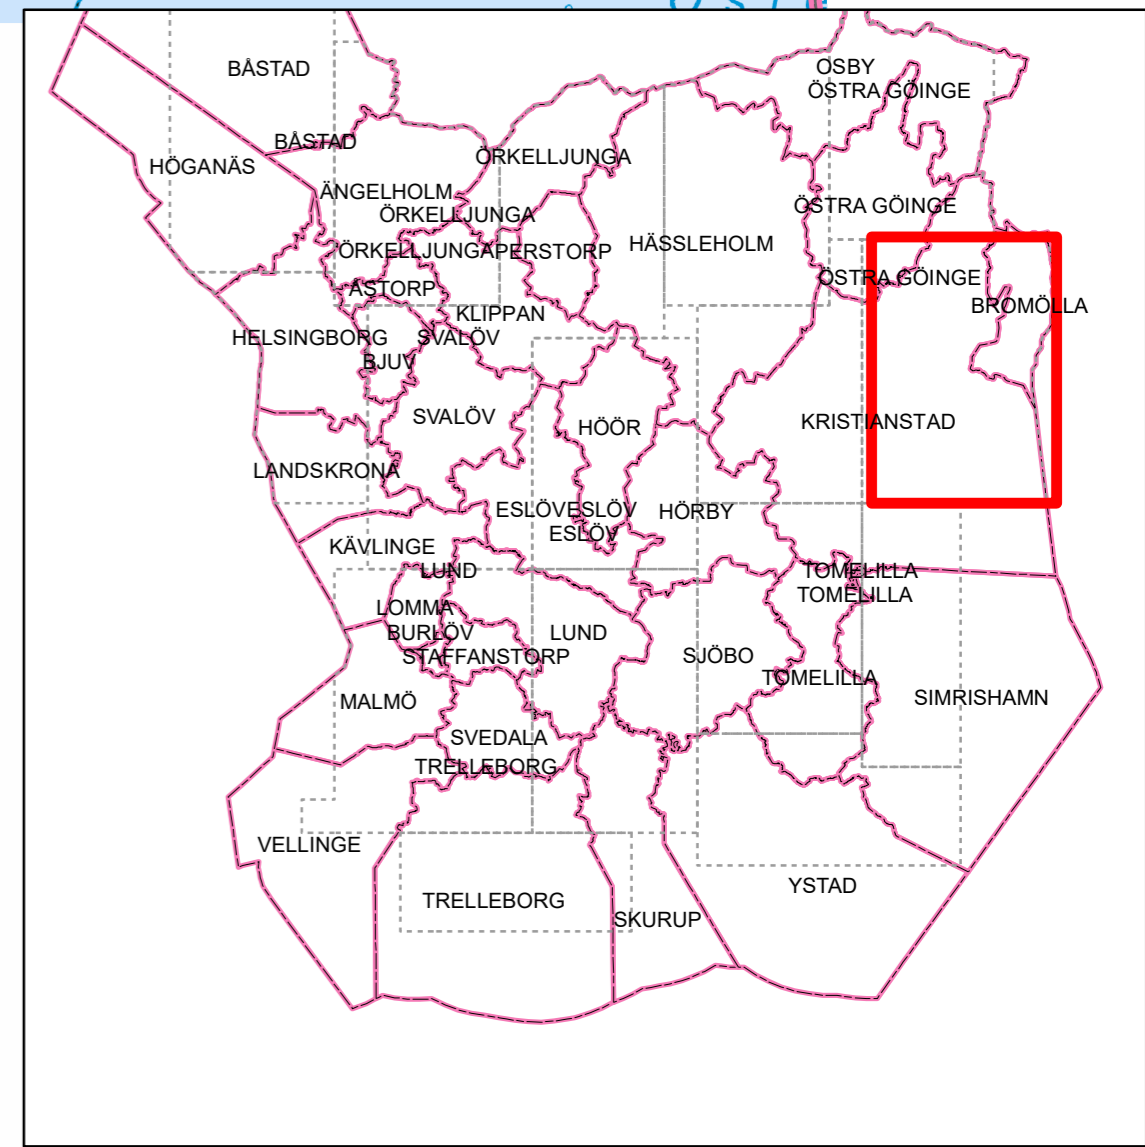 OSBY
BÅSTAD
ÖSTRA GÖINGE
BÅSTAD
ÖRKELLJUNGA
HÖGANÄS
ÄNGELHOLM
ÖSTRA GÖINGE
ÖRKELLJUNGA
HÄSSLEHOLM
ÖRKELLJUNGA
PERSTORP
ÖSTRA GÖINGE
ÅSTORP
BROMÖLLA
KLIPPAN
HELSINGBORG
SVALÖV
BJUV
SVALÖV
KRISTIANSTAD
HÖÖR
LANDSKRONA
ESLÖV
ESLÖV
HÖRBY
ESLÖV
KÄVLINGE
LUND
TOMELILLA
TOMELILLA
LOMMA
BURLÖV
LUND
STAFFANSTORP
SJÖBO
TOMELILLA
SIMRISHAMN
MALMÖ
SVEDALA
TRELLEBORG
VELLINGE
YSTAD
TRELLEBORG
SKURUP